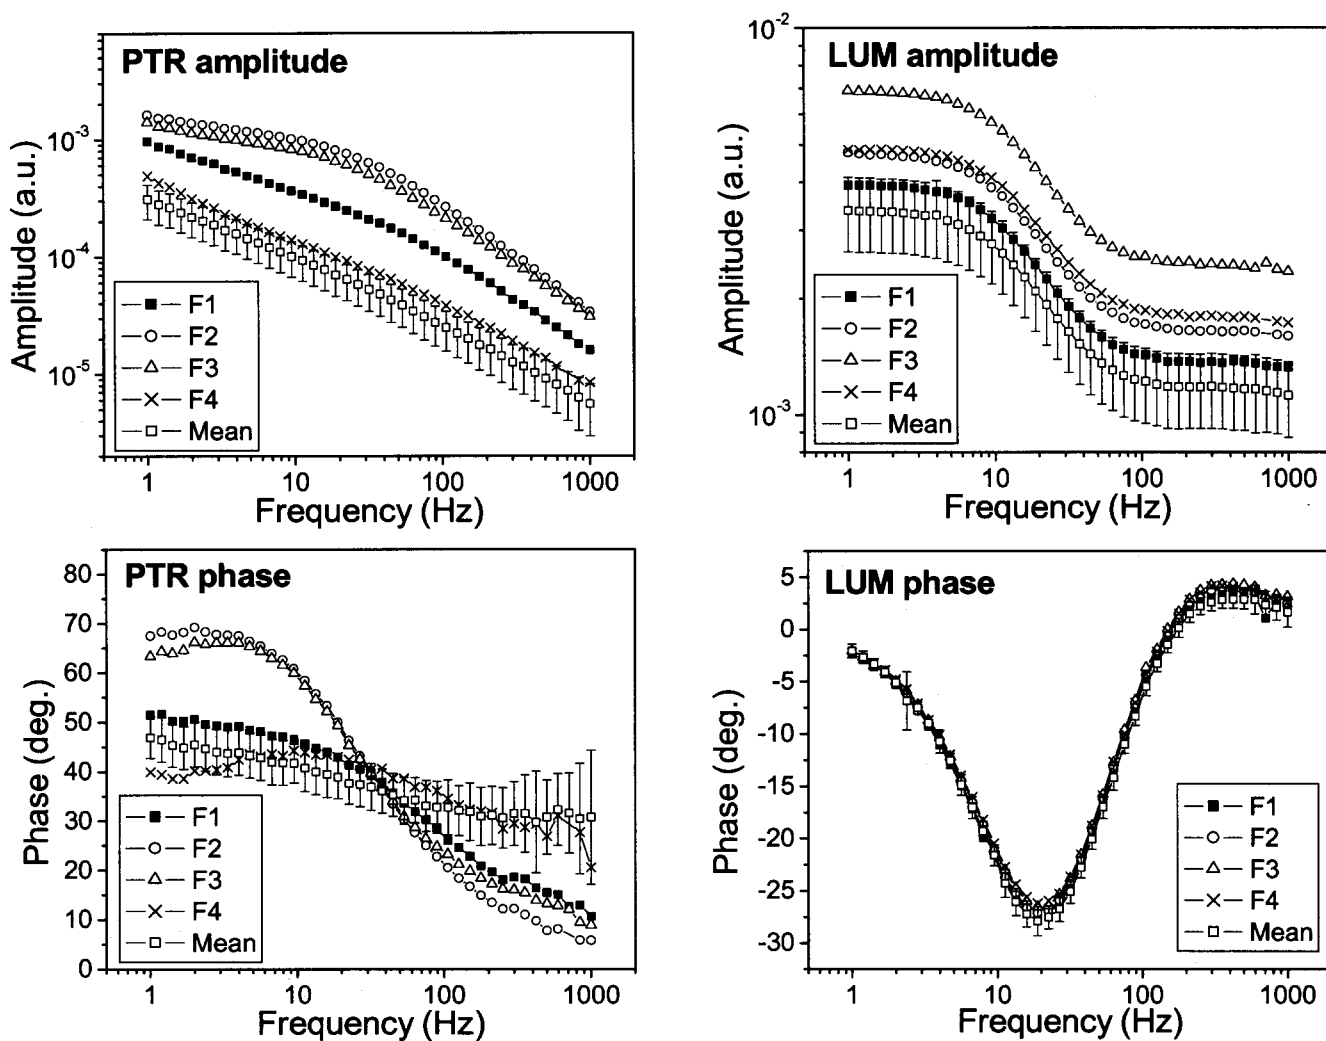 PTR amplitude
Amplitude (a.u.)
10⁻³
10⁻⁴
10⁻⁵
F1
F2
F3
F4
Mean
1 10 100 1000
Frequency (Hz)
LUM amplitude
Amplitude (a.u.)
10⁻²
10⁻³
F1
F2
F3
F4
Mean
1 10 100 1000
Frequency (Hz)
PTR phase
Phase (deg.)
80
70
60
50
40
30
20
10
0
F1
F2
F3
F4
Mean
1 10 100 1000
Frequency (Hz)
LUM phase
Phase (deg.)
5
0
-5
-10
-15
-20
-25
-30
F1
F2
F3
F4
Mean
1 10 100 1000
Frequency (Hz)